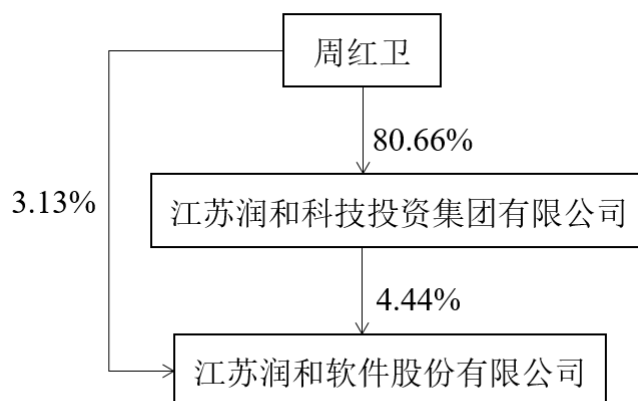 周红卫
80.66%
3.13%
江苏润和科技投资集团有限公司
4.44%
江苏润和软件股份有限公司